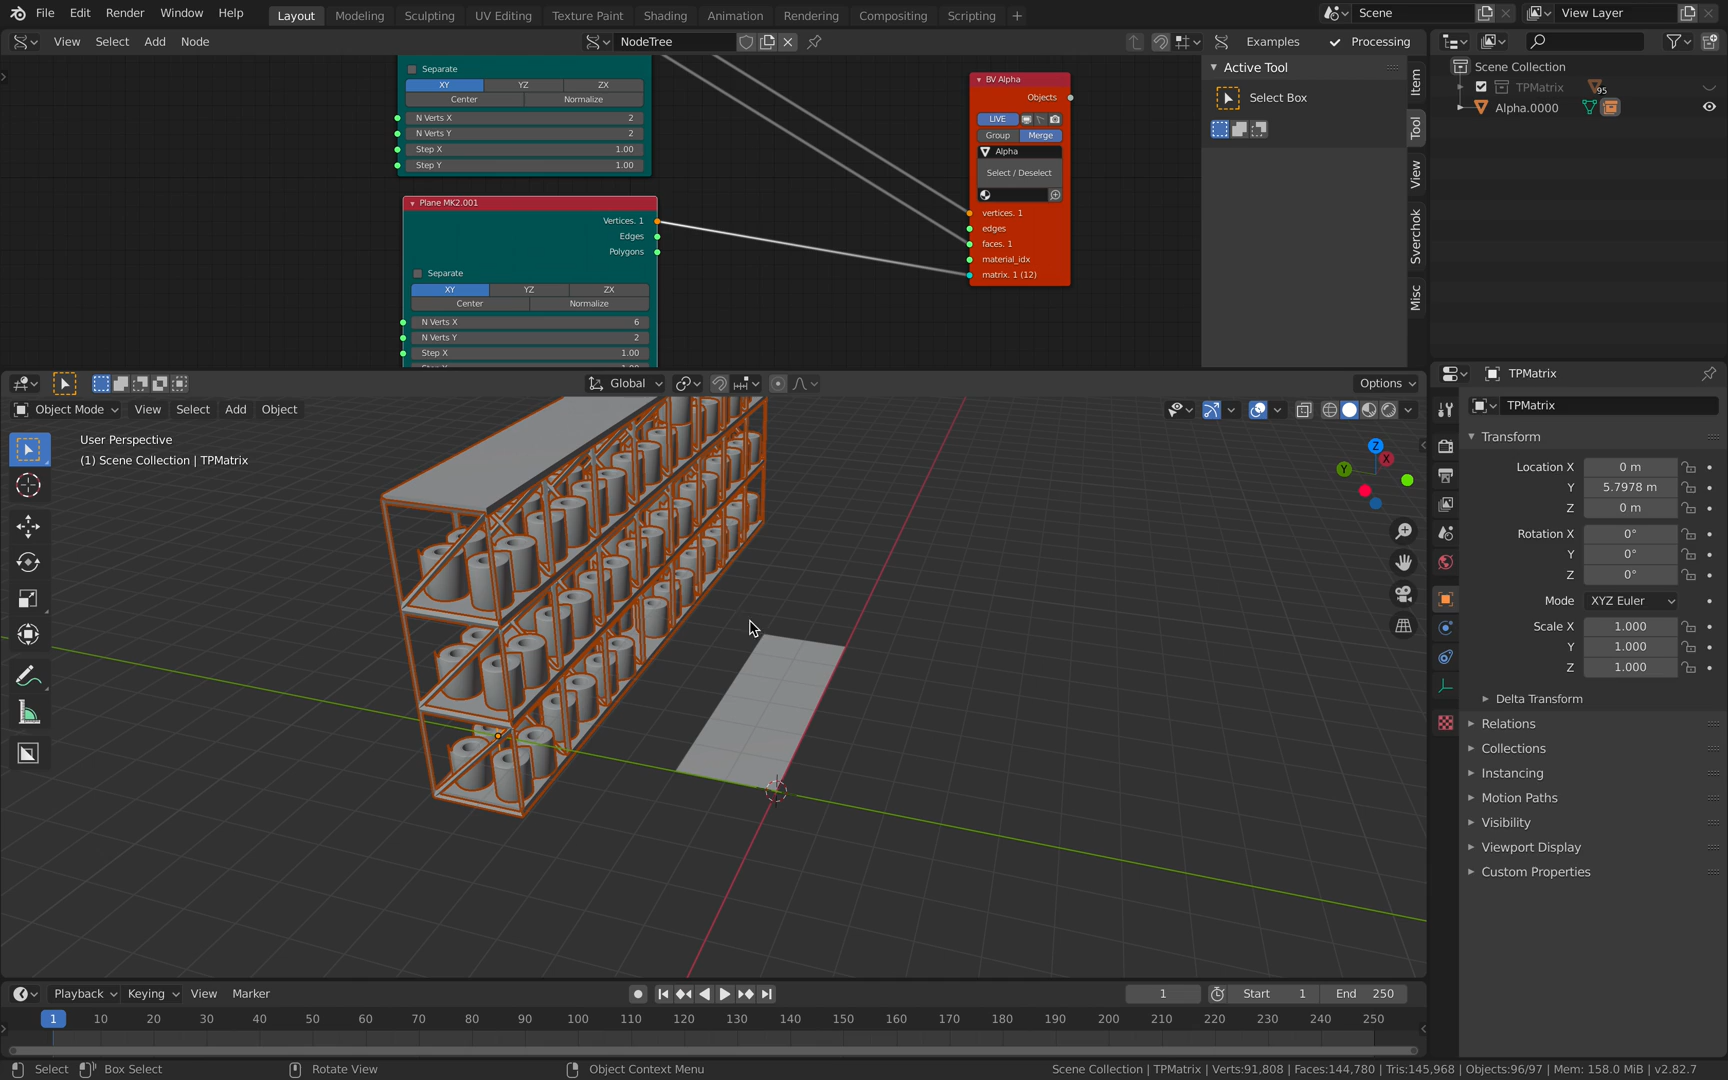 File Edit Render Window Help Layout Modeling Sculpting UV Editing Texture Paint Shading Animation Rendering Compositing Scripting + Scene View Layer
View Select Add Node NodeTree Examples Processing
Separate
XY YZ ZX
Center Normalize
N Verts X 2
N Verts Y 2
Step X 1.00
Step Y 1.00
Plane MK2.001
Vertices. 1
Edges
Polygons
Separate
XY YZ ZX
Center Normalize
N Verts X 6
N Verts Y 2
Step X 1.00
BV Alpha
Objects
LIVE
Group Merge
Alpha
Select / Deselect
vertices. 1
edges
faces. 1
material_idx
matrix. 1 (12)
Active Tool
Select Box
Item
Tool
View
Sverchok
Misc
Scene Collection
TPMatrix 95
Alpha.0000
Global Options
Object Mode View Select Add Object
User Perspective
(1) Scene Collection | TPMatrix
Z
X
Y
TPMatrix
TPMatrix
Transform
Location X 0 m
Y 5.7978 m
Z 0 m
Rotation X 0°
Y 0°
Z 0°
Mode XYZ Euler
Scale X 1.000
Y 1.000
Z 1.000
Delta Transform
Relations
Collections
Instancing
Motion Paths
Visibility
Viewport Display
Custom Properties
Playback Keying View Marker 1 Start 1 End 250
1 10 20 30 40 50 60 70 80 90 100 110 120 130 140 150 160 170 180 190 200 210 220 230 240 250
Select Box Select Rotate View Object Context Menu Scene Collection | TPMatrix | Verts:91,808 | Faces:144,780 | Tris:145,968 | Objects:96/97 | Mem: 158.0 MiB | v2.82.7